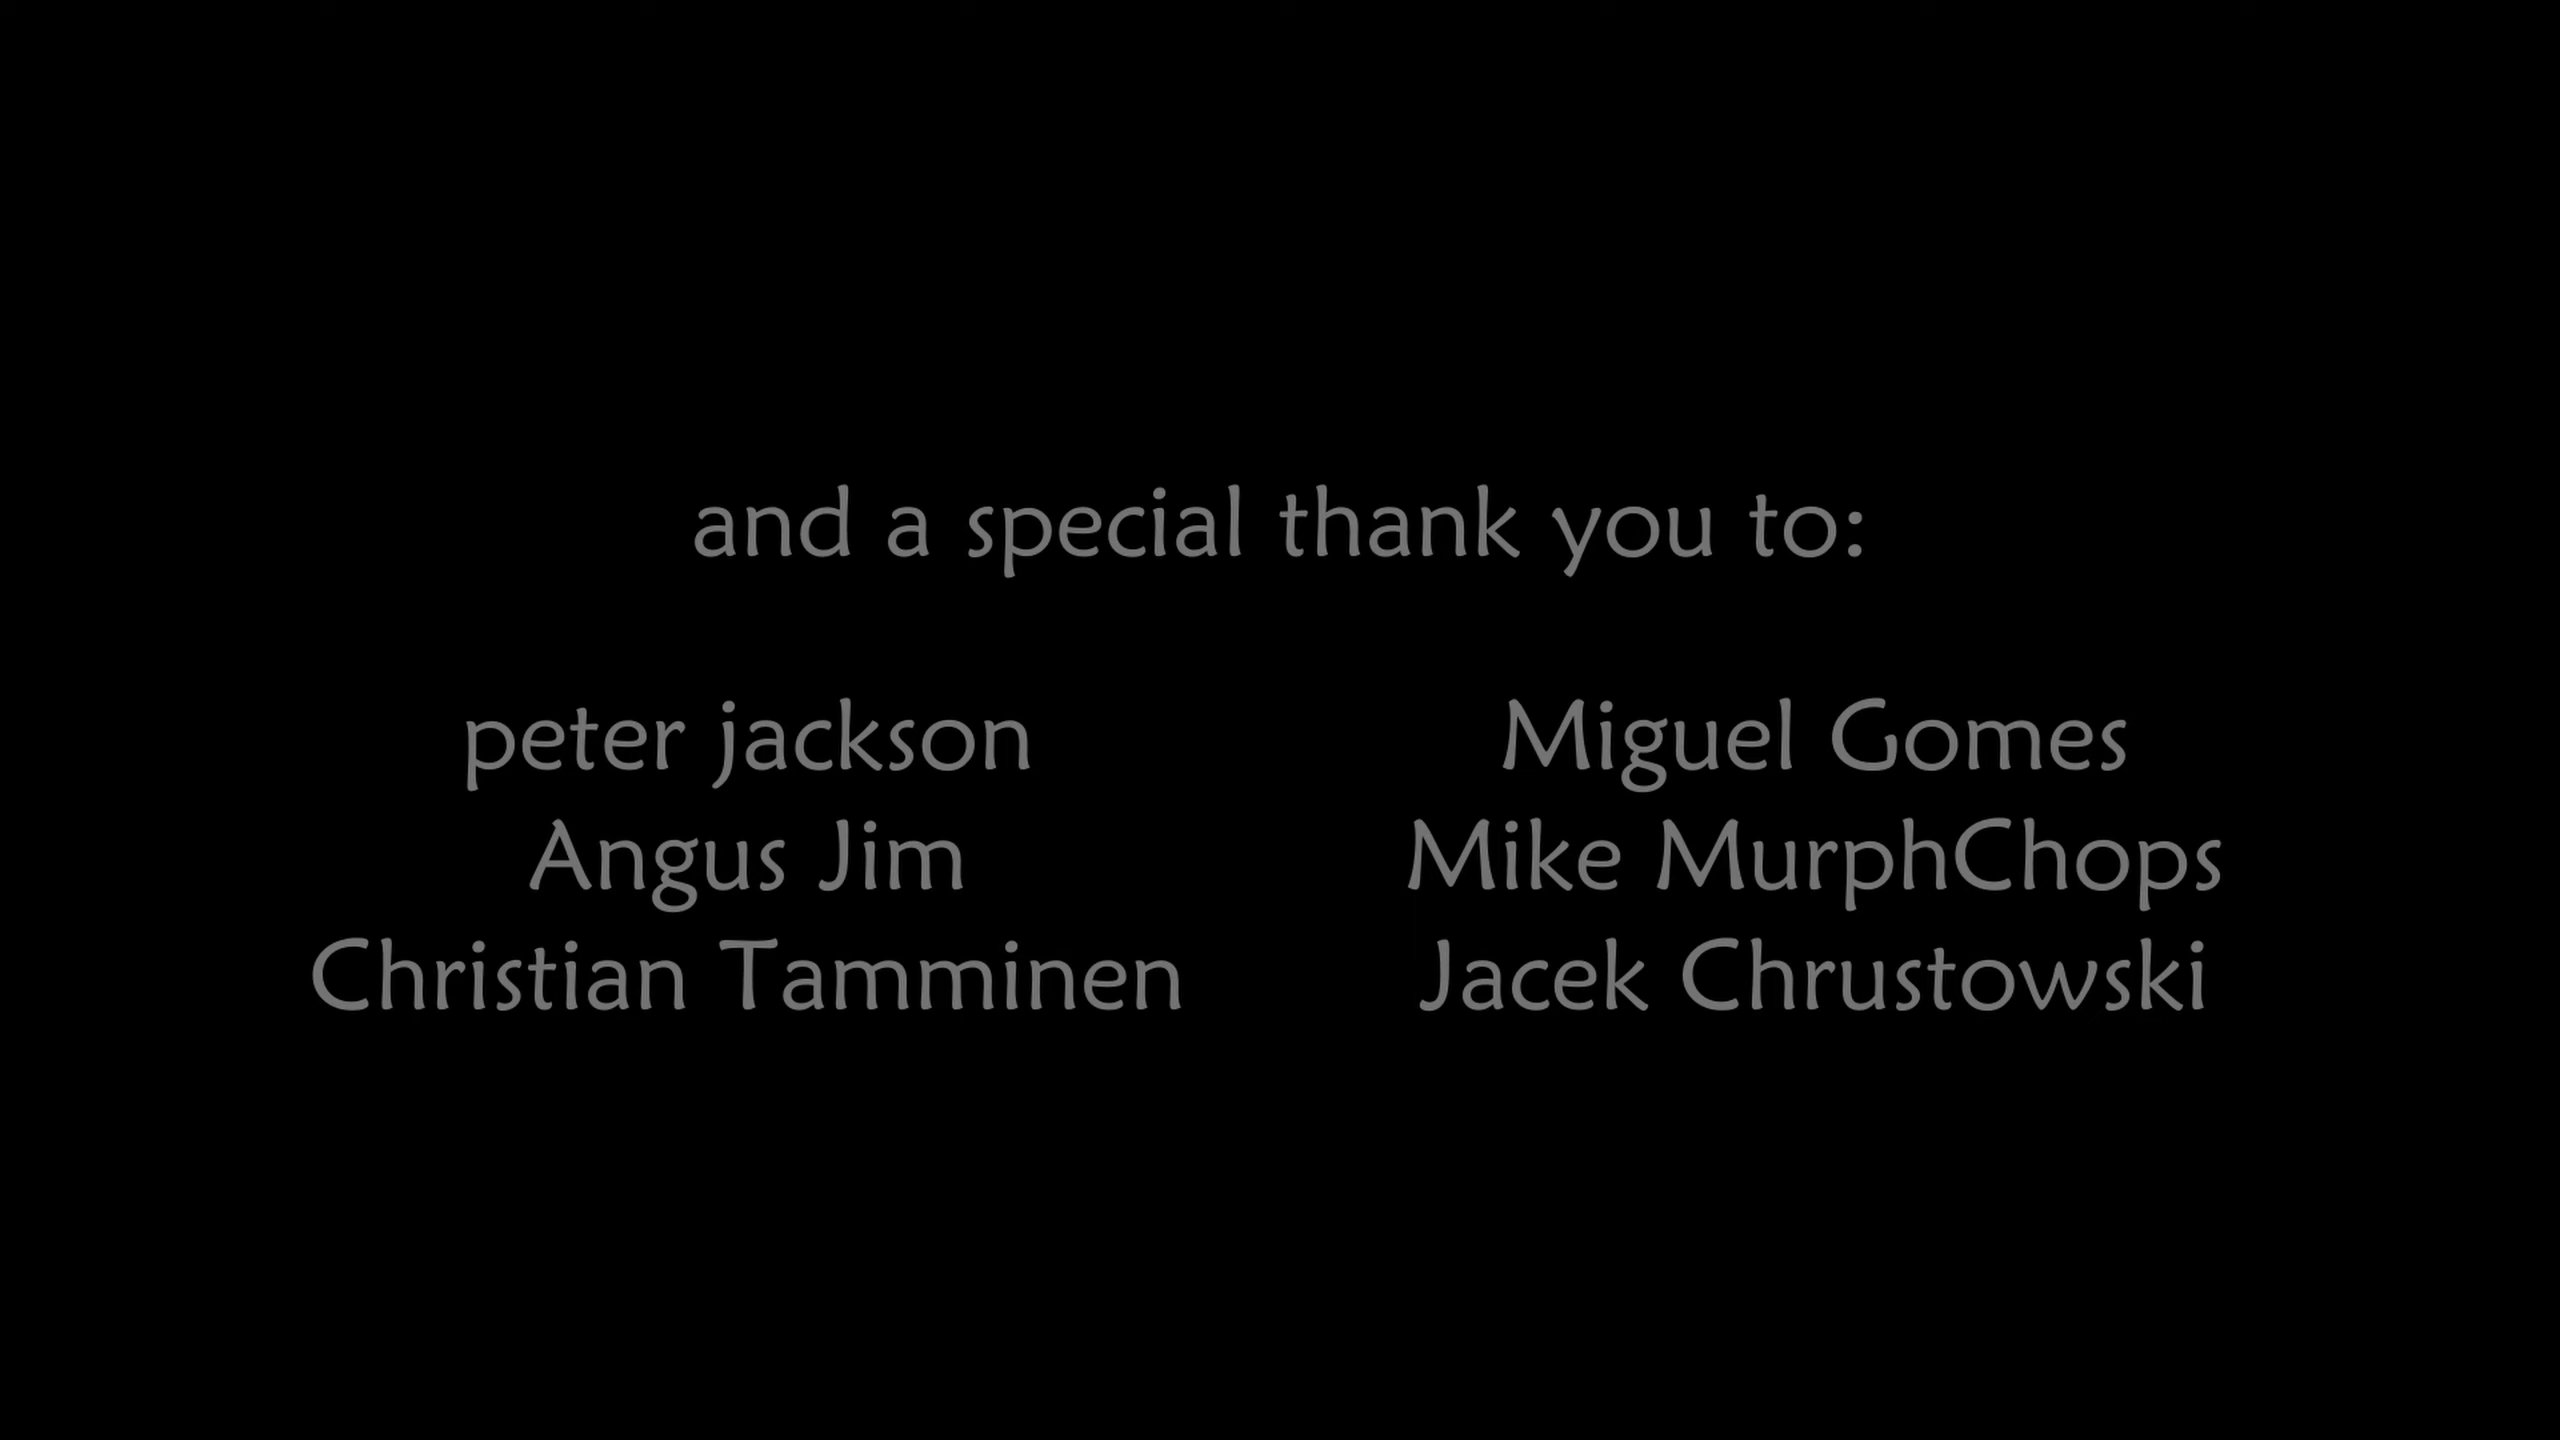 and a special thank you to:
peter jackson
Angus Jim
Christian Tamminen
Miguel Gomes
Mike MurphChops
Jacek Chrustowski